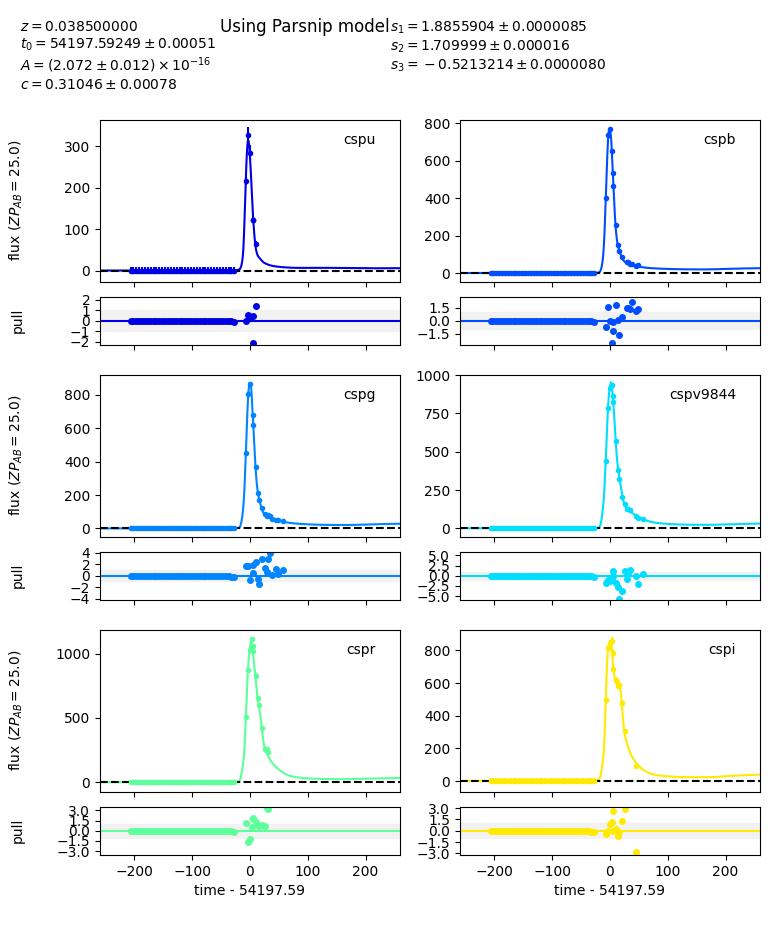 Using Parsnip model
z = 0.038500000
t₀ = 54197.59249 ± 0.00051
A = (2.072 ± 0.012) × 10⁻¹⁶
c = 0.31046 ± 0.00078
s₁ = 1.8855904 ± 0.0000085
s₂ = 1.709999 ± 0.000016
s₃ = −0.5213214 ± 0.0000080
flux (ZP_AB = 25.0)
300
200
100
0
cspu
800
600
400
200
0
cspb
pull
2
1
0
−1
−2
1.5
0.0
−1.5
flux (ZP_AB = 25.0)
800
600
400
200
0
cspg
1000
750
500
250
0
cspv9844
pull
4
2
0
−2
−4
5.0
2.5
0.0
−2.5
−5.0
flux (ZP_AB = 25.0)
1000
500
0
cspr
800
600
400
200
0
cspi
pull
3.0
1.5
0.0
−1.5
−3.0
3.0
1.5
0.0
−1.5
−3.0
−200 −100 0 100 200
time - 54197.59
−200 −100 0 100 200
time - 54197.59